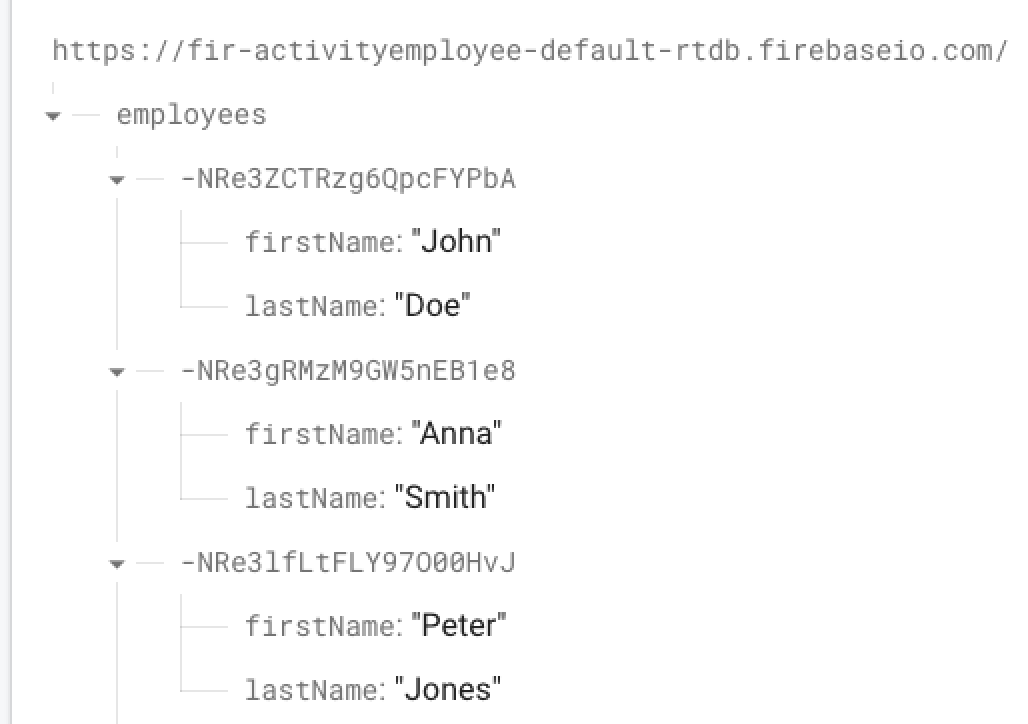 https://fir-activityemployee-default-rtdb.firebaseio.com/
employees
-NRe3ZCTRzg6QpcFYPbA
firstName: "John"
lastName: "Doe"
-NRe3gRMzM9GW5nEB1e8
firstName: "Anna"
lastName: "Smith"
-NRe3lfLtFLY97O00HvJ
firstName: "Peter"
lastName: "Jones"